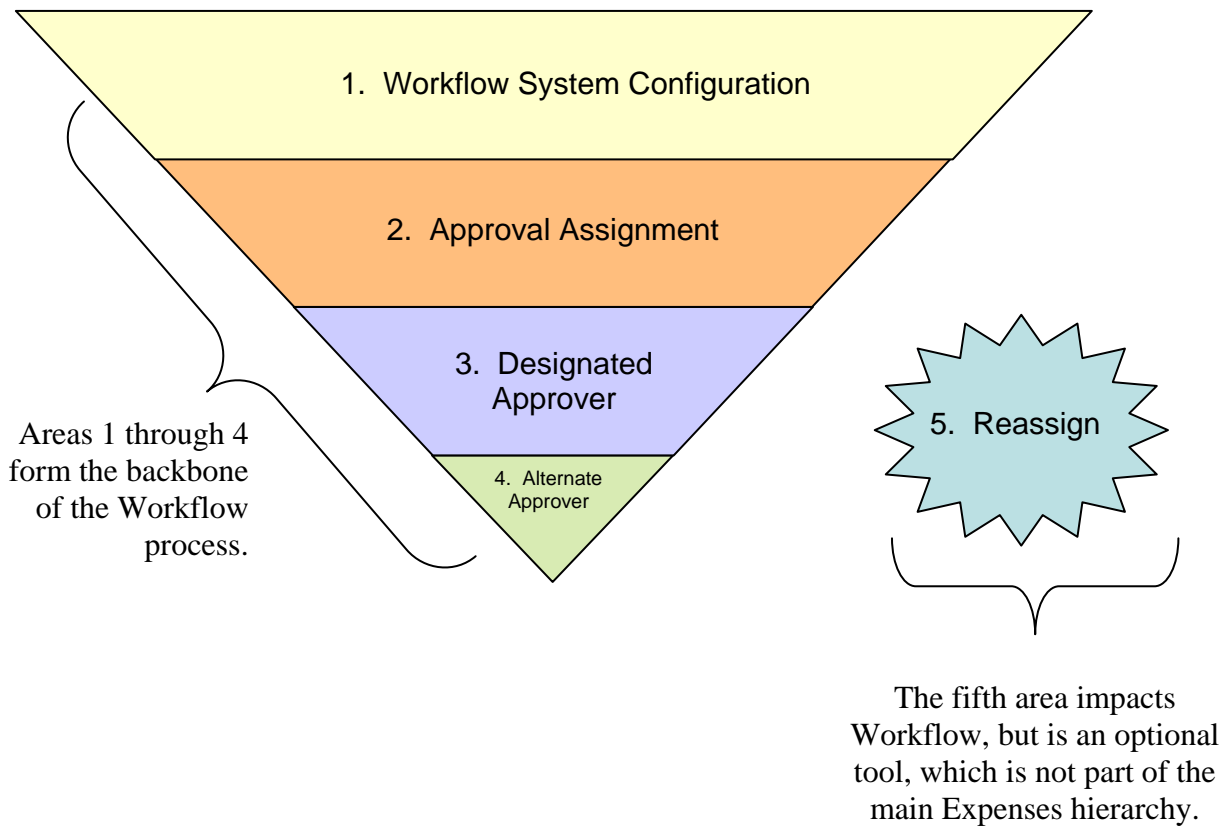 1. Workflow System Configuration
2. Approval Assignment
3. Designated
Approver
4. Alternate
Approver
Areas 1 through 4
form the backbone
of the Workflow
process.
5. Reassign
The fifth area impacts
Workflow, but is an optional
tool, which is not part of the
main Expenses hierarchy.